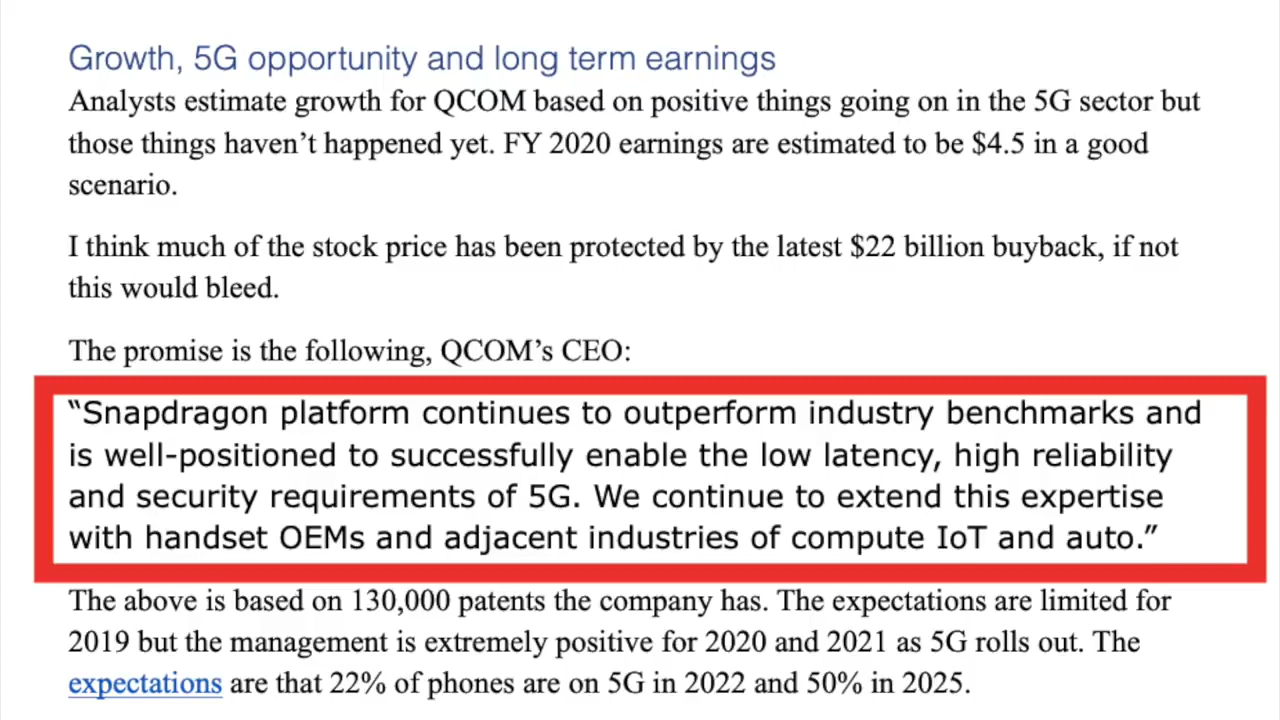 Growth, 5G opportunity and long term earnings
Analysts estimate growth for QCOM based on positive things going on in the 5G sector but
those things haven’t happened yet. FY 2020 earnings are estimated to be $4.5 in a good
scenario.
I think much of the stock price has been protected by the latest $22 billion buyback, if not
this would bleed.
The promise is the following, QCOM’s CEO:
“Snapdragon platform continues to outperform industry benchmarks and
is well-positioned to successfully enable the low latency, high reliability
and security requirements of 5G. We continue to extend this expertise
with handset OEMs and adjacent industries of compute IoT and auto.”
The above is based on 130,000 patents the company has. The expectations are limited for
2019 but the management is extremely positive for 2020 and 2021 as 5G rolls out. The
expectations are that 22% of phones are on 5G in 2022 and 50% in 2025.